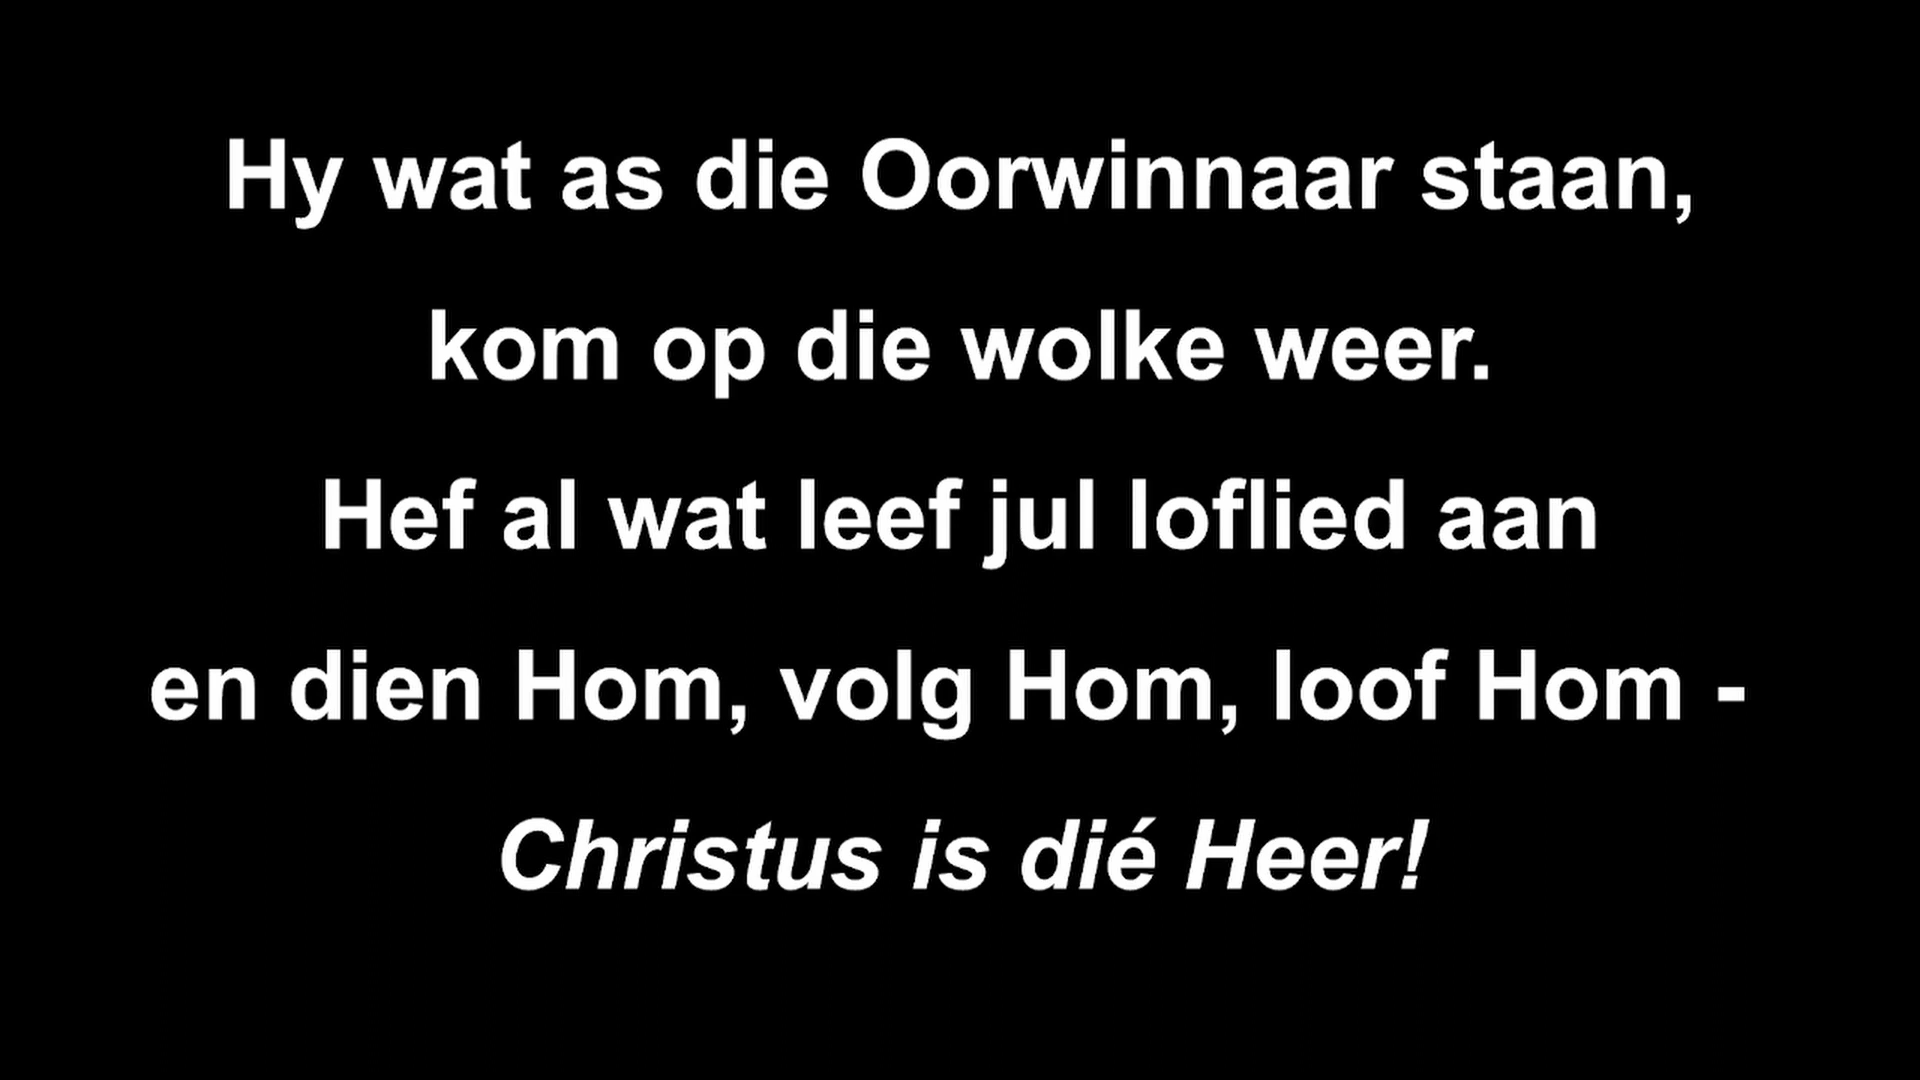 Hy wat as die Oorwinnaar staan,
kom op die wolke weer.
Hef al wat leef jul loflied aan
en dien Hom, volg Hom, loof Hom -
Christus is dié Heer!